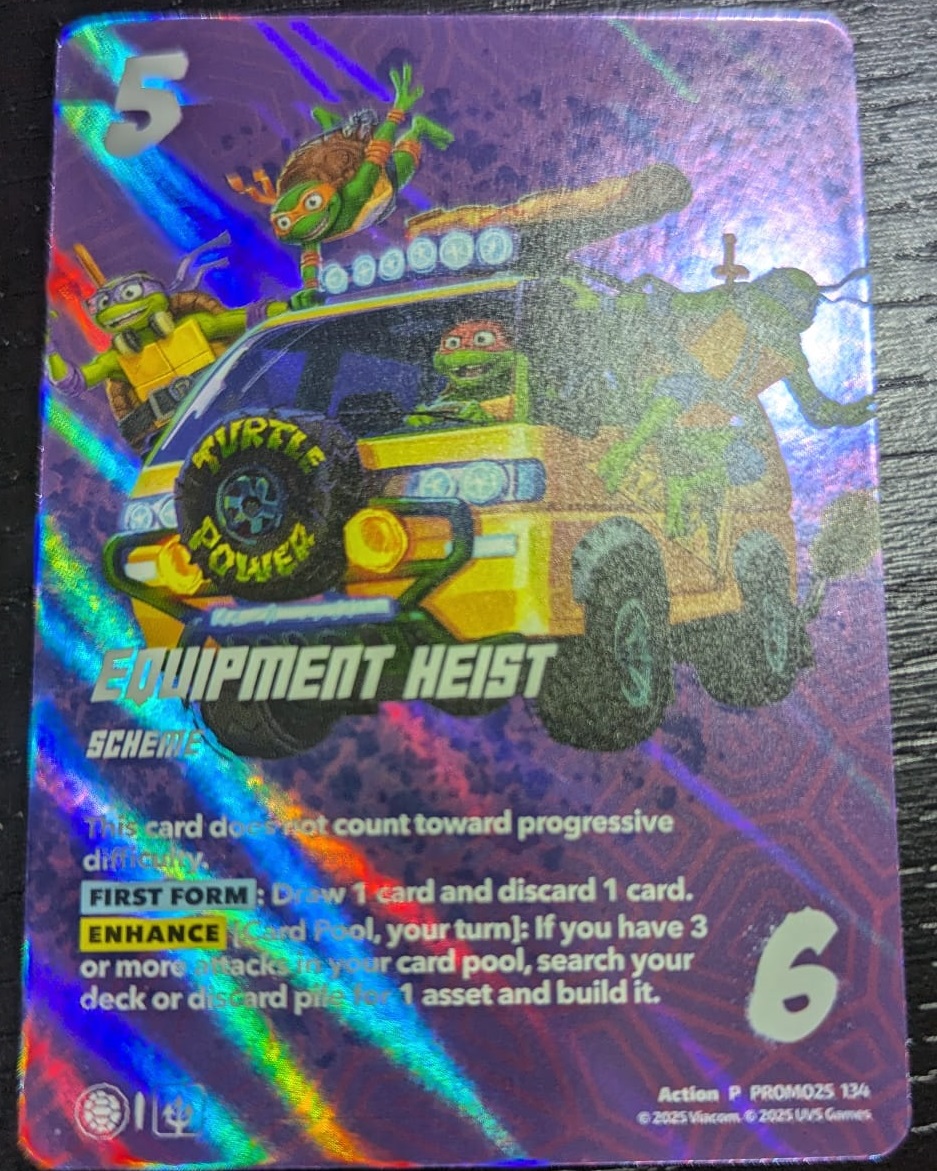 5
TURTLE
POWER
EQUIPMENT HEIST
SCHEME
This card does not count toward progressive
difficulty.
FIRST FORM : Draw 1 card and discard 1 card.
ENHANCE [Card Pool, your turn]: If you have 3
or more attacks in your card pool, search your
deck or discard pile for 1 asset and build it.
6
Action P PROMO25 134
© 2025 Viacom. © 2025 UVS Games